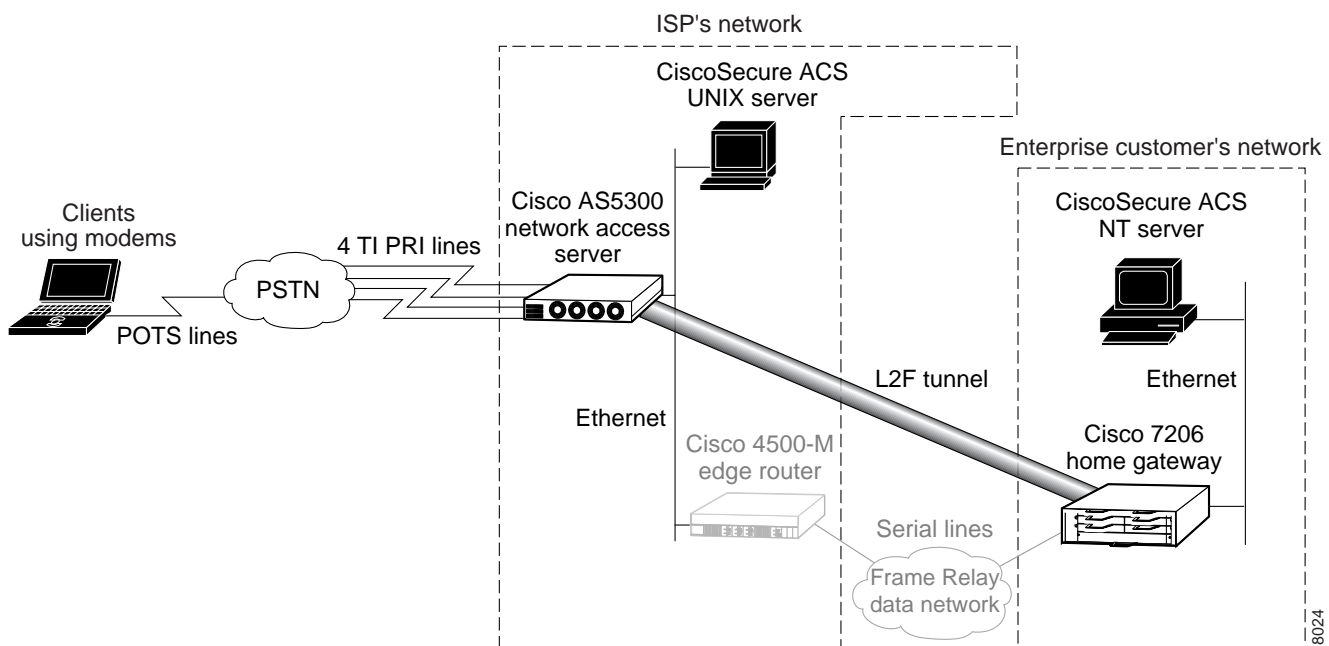 ISP's network
CiscoSecure ACS
UNIX server
Enterprise customer's network
CiscoSecure ACS
NT server
Cisco AS5300
network access
server
Clients
using modems
4 TI PRI lines
PSTN
POTS lines
L2F tunnel
Ethernet
Ethernet
Cisco 4500-M
edge router
Cisco 7206
home gateway
Serial lines
Frame Relay
data network
8024